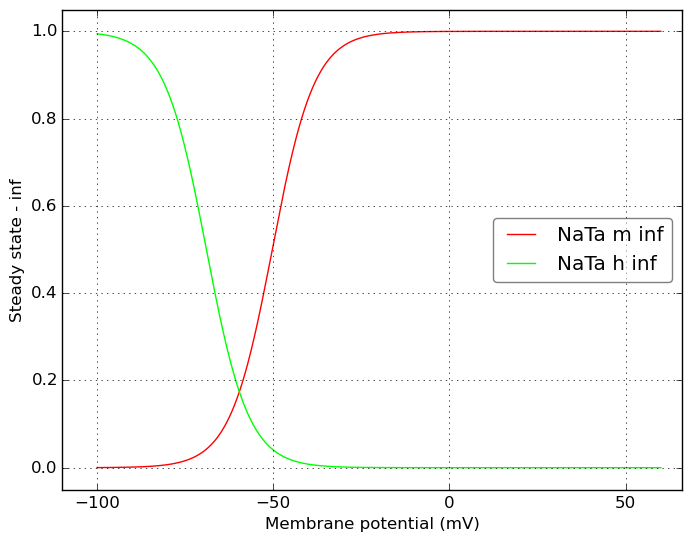 1.0
0.8
0.6
0.4
0.2
0.0
Steady state - inf
NaTa m inf
NaTa h inf
−100
−50
0
50
Membrane potential (mV)